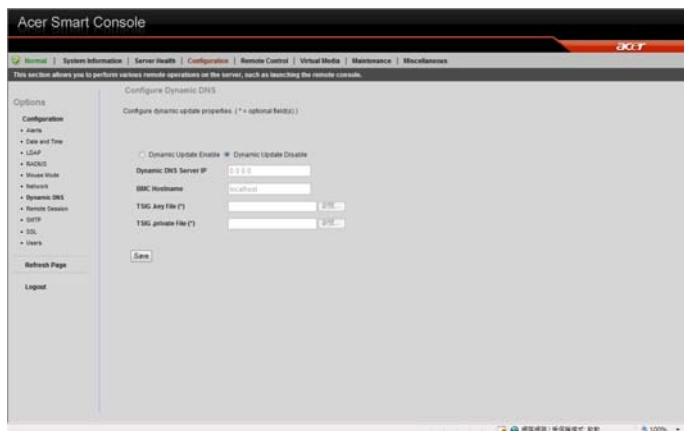 Acer Smart Console
acer
Normal | System Information | Server Health | Configuration | Remote Control | Virtual Media | Maintenance | Miscellaneous
This section allows you to perform various remote operations on the server, such as launching the remote console.
Options
Configuration
• Alerts
• Date and Time
• LDAP
• RADIUS
• Mouse Mode
• Network
• Dynamic DNS
• Remote Session
• SMTP
• SSL
• Users
Refresh Page
Logout
Configure Dynamic DNS
Configure dynamic update properties. ( * = optional field(s) )
Dynamic Update Enable Dynamic Update Disable
Dynamic DNS Server IP 0.0.0.0
BMC Hostname localhost
TSIG .key File (*)
TSIG .private File (*)
Save
100%